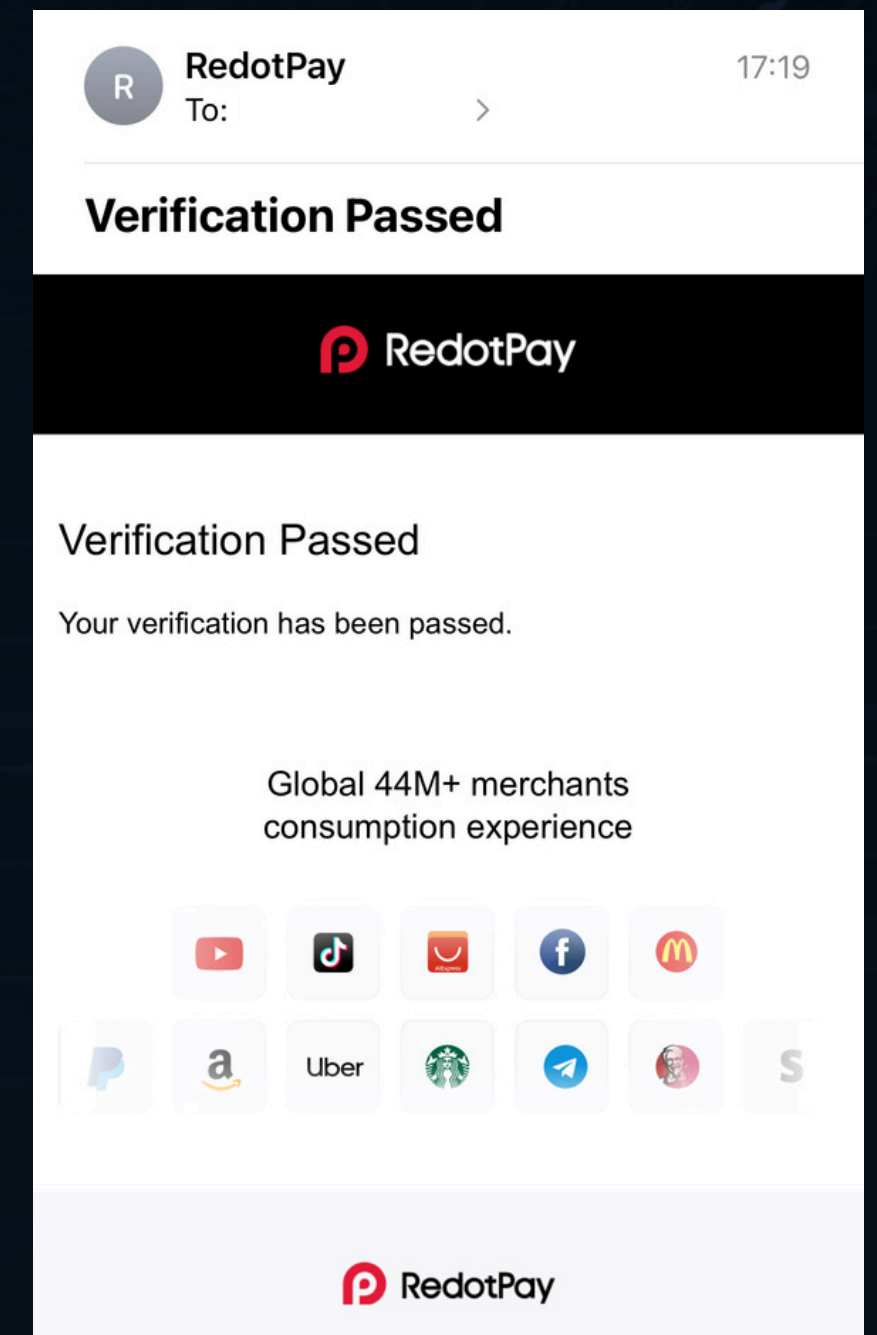 R
RedotPay
17:19
To:
Verification Passed
RedotPay
Verification Passed
Your verification has been passed.
Global 44M+ merchants
consumption experience
AliExpress
a
Uber
S
RedotPay